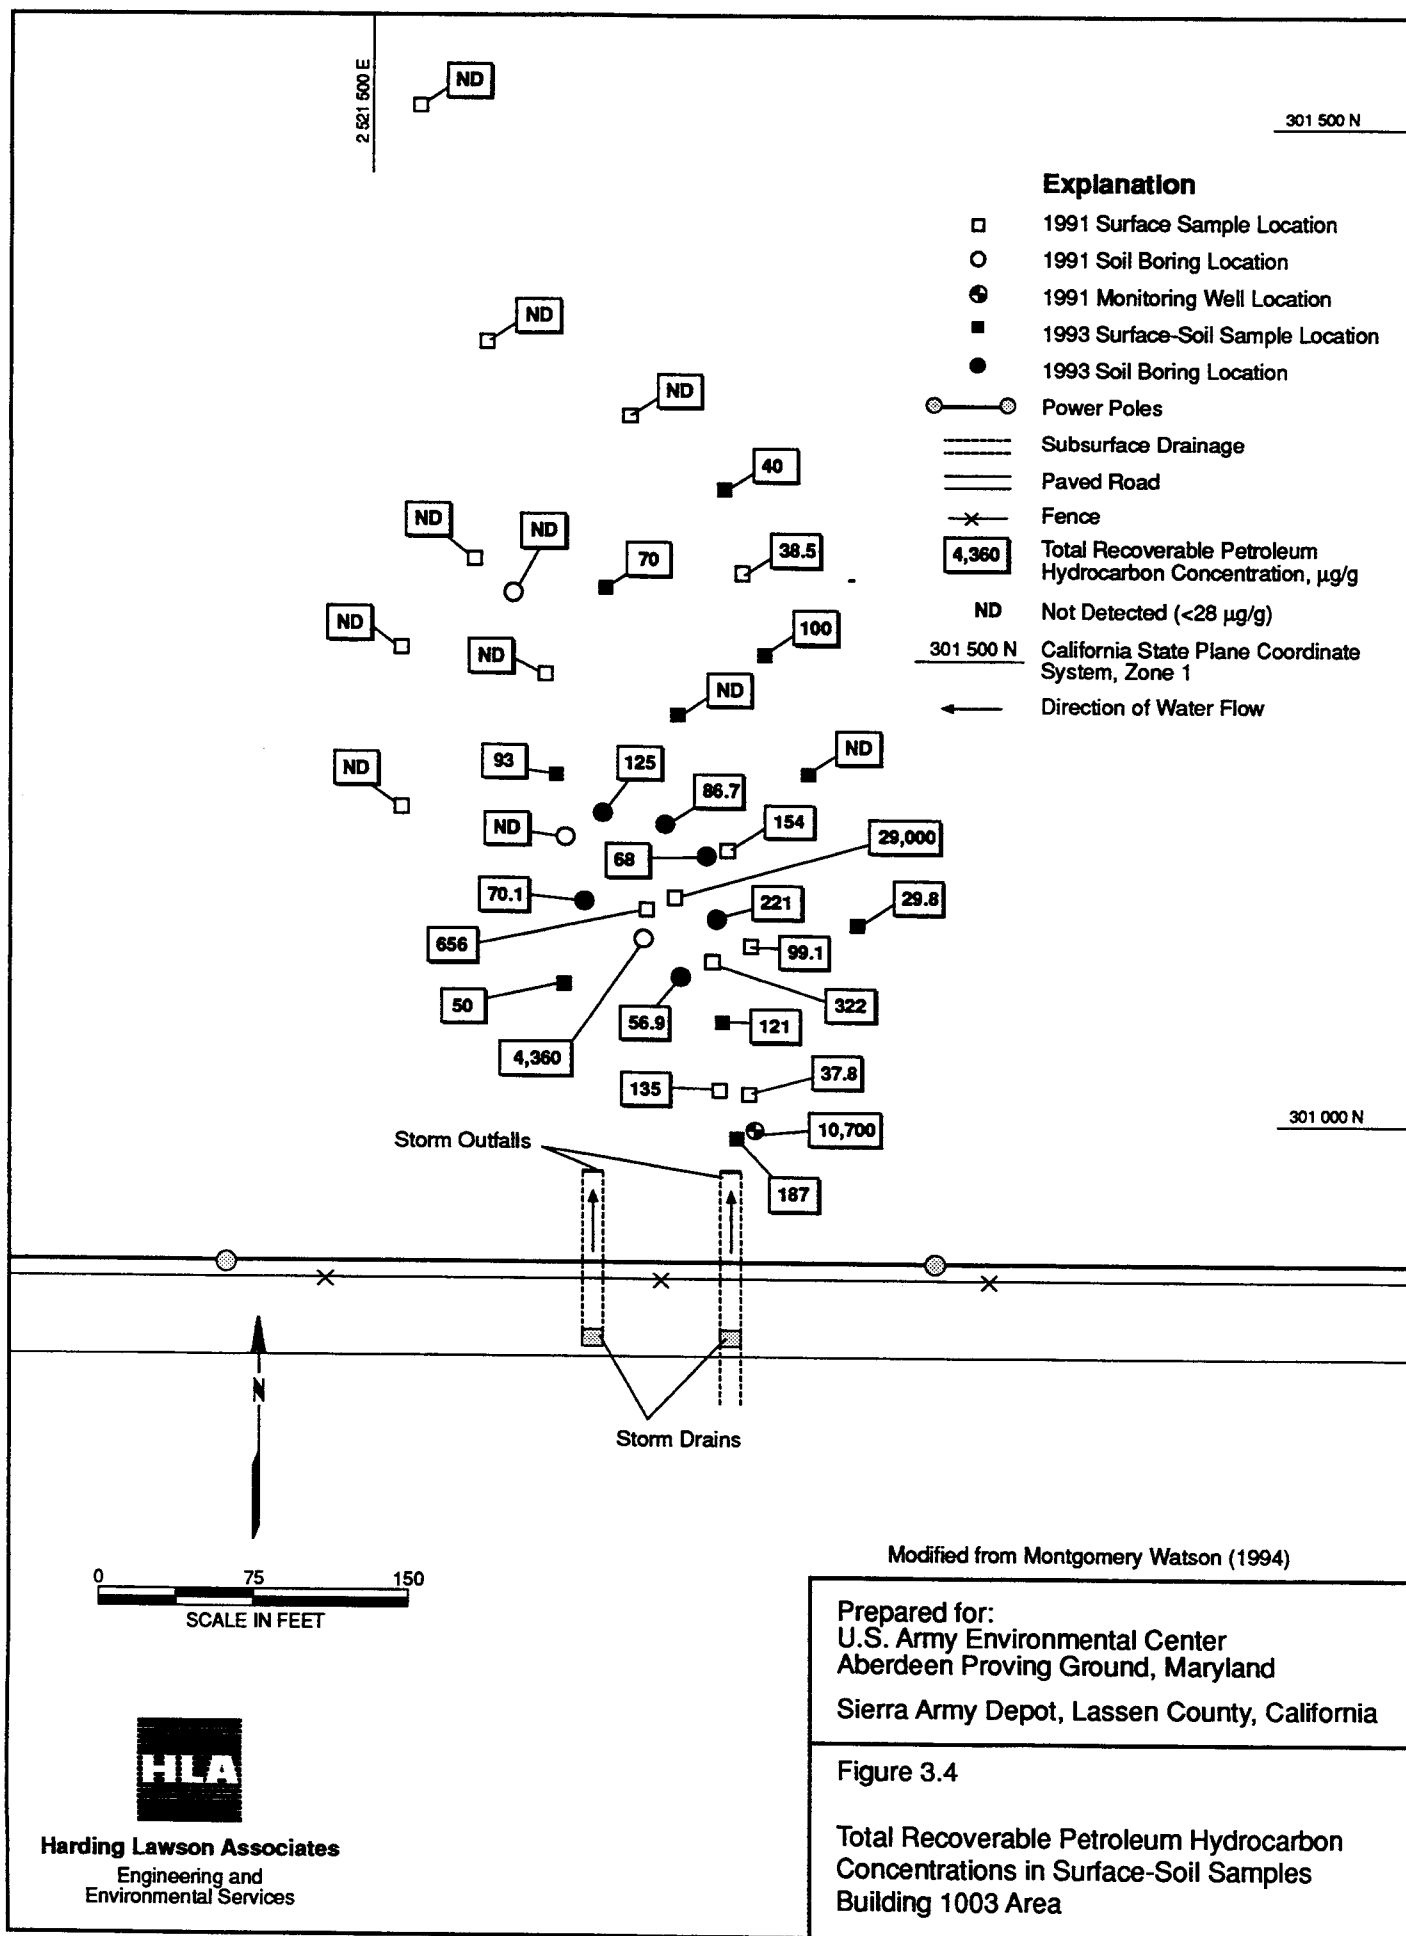 2 521 500 E
ND
301 500 N
Explanation
1991 Surface Sample Location
1991 Soil Boring Location
1991 Monitoring Well Location
1993 Surface-Soil Sample Location
1993 Soil Boring Location
Power Poles
Subsurface Drainage
Paved Road
Fence
4,360
Total Recoverable Petroleum
Hydrocarbon Concentration, µg/g
ND
Not Detected (<28 µg/g)
301 500 N
California State Plane Coordinate
System, Zone 1
Direction of Water Flow
ND
ND
40
ND
ND
70
38.5
ND
100
ND
ND
93
125
ND
ND
86.7
ND
154
29,000
68
70.1
221
29.8
656
99.1
50
56.9
322
121
4,360
135
37.8
10,700
301 000 N
Storm Outfalls
187
N
Storm Drains
0 75 150
SCALE IN FEET
Modified from Montgomery Watson (1994)
Prepared for:
U.S. Army Environmental Center
Aberdeen Proving Ground, Maryland
Sierra Army Depot, Lassen County, California
HLA
Harding Lawson Associates
Engineering and
Environmental Services
Figure 3.4
Total Recoverable Petroleum Hydrocarbon
Concentrations in Surface-Soil Samples
Building 1003 Area